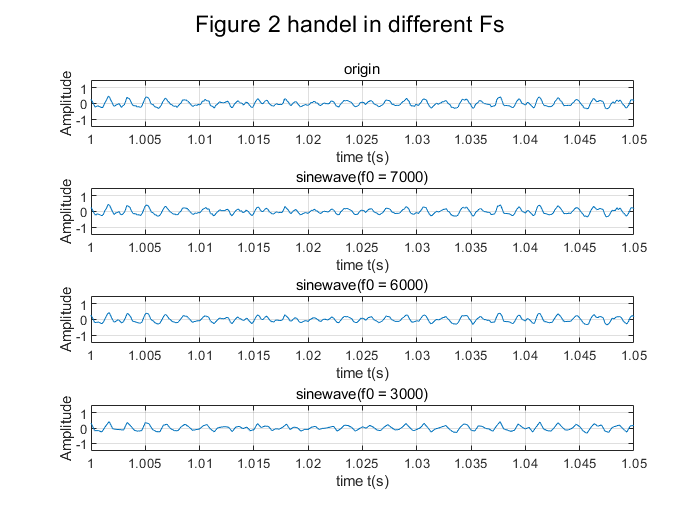 Figure 2 handel in different Fs
origin
Amplitude
1
0
-1
1 1.005 1.01 1.015 1.02 1.025 1.03 1.035 1.04 1.045 1.05
time t(s)
sinewave(f0 = 7000)
Amplitude
1
0
-1
1 1.005 1.01 1.015 1.02 1.025 1.03 1.035 1.04 1.045 1.05
time t(s)
sinewave(f0 = 6000)
Amplitude
1
0
-1
1 1.005 1.01 1.015 1.02 1.025 1.03 1.035 1.04 1.045 1.05
time t(s)
sinewave(f0 = 3000)
Amplitude
1
0
-1
1 1.005 1.01 1.015 1.02 1.025 1.03 1.035 1.04 1.045 1.05
time t(s)